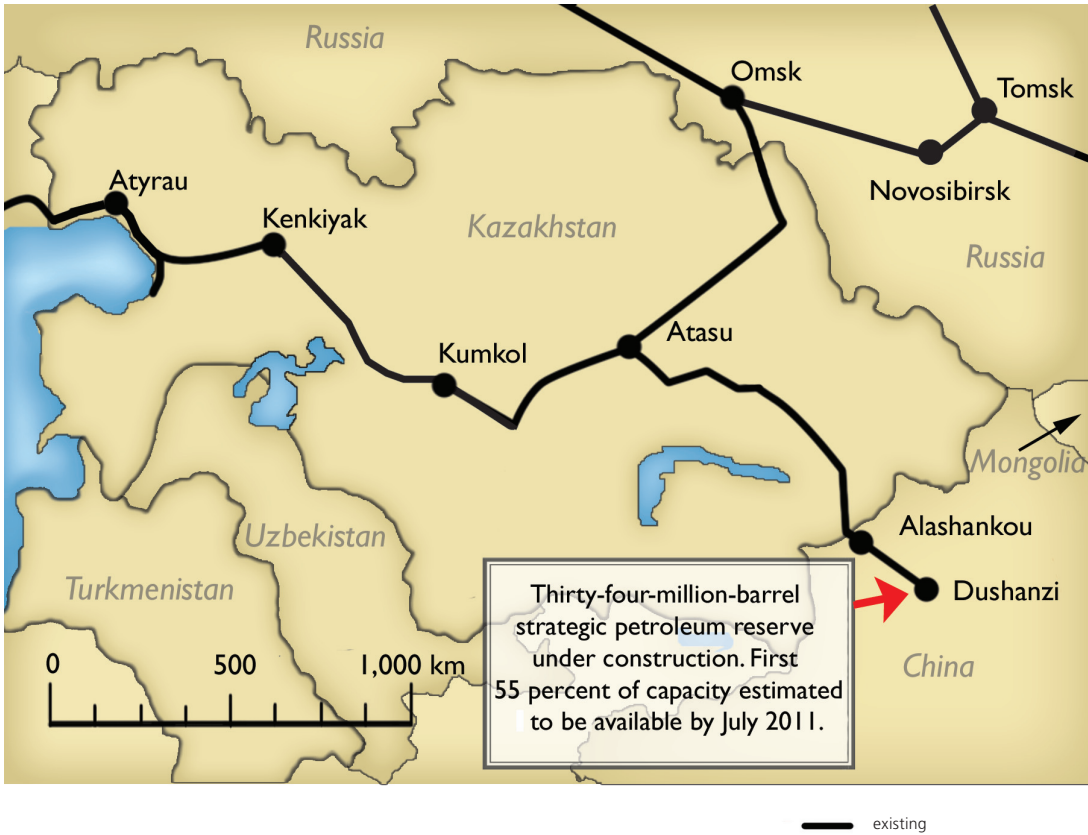 Russia
Omsk
Tomsk
Atyrau
Novosibirsk
Kenkiyak
Kazakhstan
Russia
Atasu
Kumkol
Mongolia
Alashankou
Uzbekistan
Turkmenistan
Dushanzi
Thirty-four-million-barrel
strategic petroleum reserve
under construction. First
55 percent of capacity estimated
to be available by July 2011.
China
0 500 1,000 km
existing